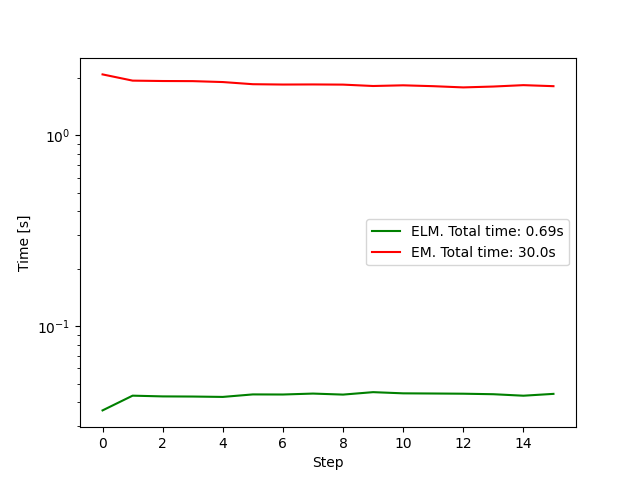 Time [s]
10⁰
10⁻¹
ELM. Total time: 0.69s
EM. Total time: 30.0s
0 2 4 6 8 10 12 14
Step